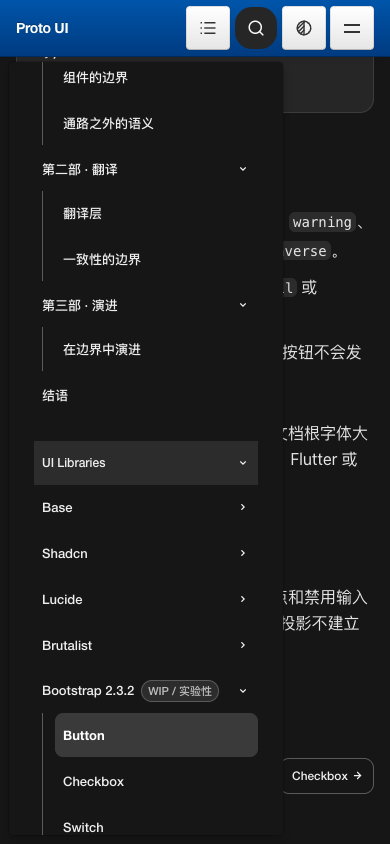 Proto UI
组件的边界
通路之外的语义
第二部 · 翻译
翻译层
一致性的边界
第三部 · 演进
在边界中演进
结语
UI Libraries
Base
Shadcn
Lucide
Brutalist
Bootstrap 2.3.2 WIP / 实验性
Button
Checkbox
Switch
warning、
verse。
或
按钮不会发
文档根字体大
Flutter 或
点和禁用输入
投影不建立
Checkbox →